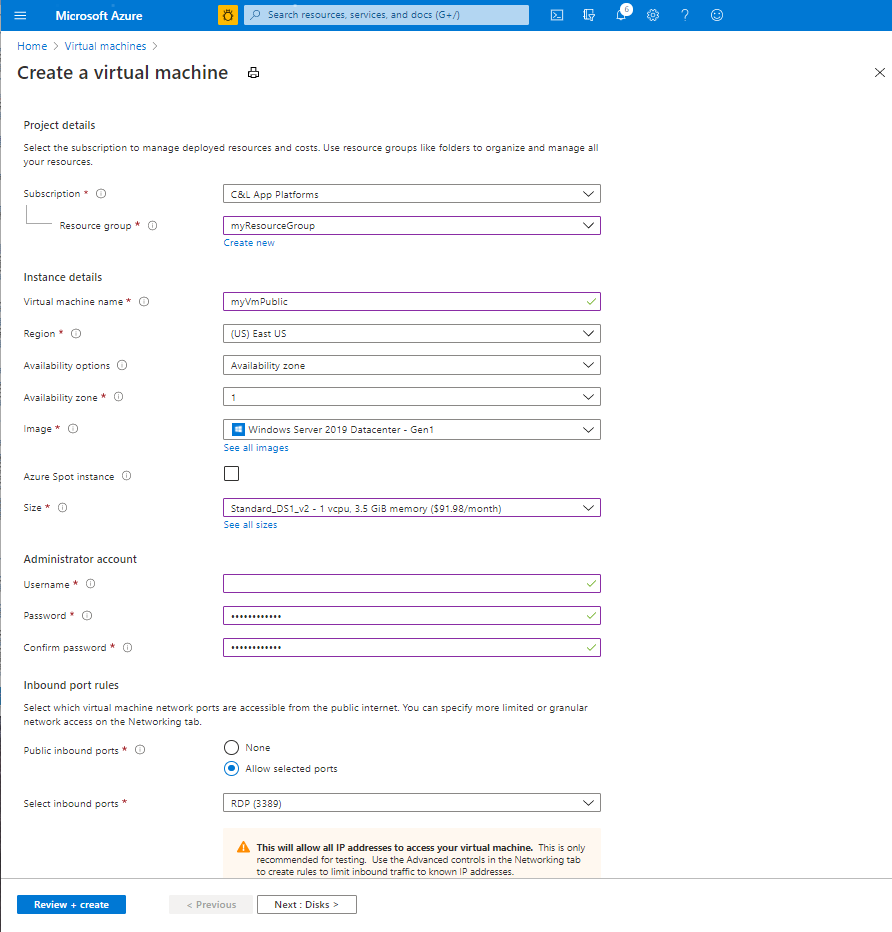 Microsoft Azure
Search resources, services, and docs (G+/)
6
Home > Virtual machines >
Create a virtual machine
Project details
Select the subscription to manage deployed resources and costs. Use resource groups like folders to organize and manage all
your resources.
Subscription *
C&L App Platforms
Resource group *
myResourceGroup
Create new
Instance details
Virtual machine name *
myVmPublic
Region *
(US) East US
Availability options
Availability zone
Availability zone *
1
Image *
Windows Server 2019 Datacenter - Gen1
See all images
Azure Spot instance
Size *
Standard_DS1_v2 - 1 vcpu, 3.5 GiB memory ($91.98/month)
See all sizes
Administrator account
Username *
Password *
••••••••••••
Confirm password *
••••••••••••
Inbound port rules
Select which virtual machine network ports are accessible from the public internet. You can specify more limited or granular
network access on the Networking tab.
Public inbound ports *
None
Allow selected ports
Select inbound ports *
RDP (3389)
This will allow all IP addresses to access your virtual machine. This is only
recommended for testing. Use the Advanced controls in the Networking tab
to create rules to limit inbound traffic to known IP addresses.
Review + create
< Previous
Next : Disks >